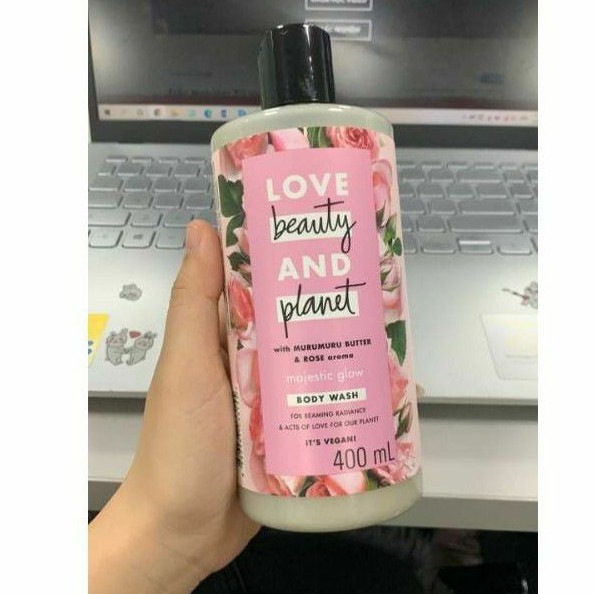 LOVE
beauty
AND
planet
with MURUMURU BUTTER
& ROSE aroma
majestic glow
BODY WASH
FOR BEAMING RADIANCE
& ACTS OF LOVE FOR OUR PLANET
IT'S VEGAN!
400 mL